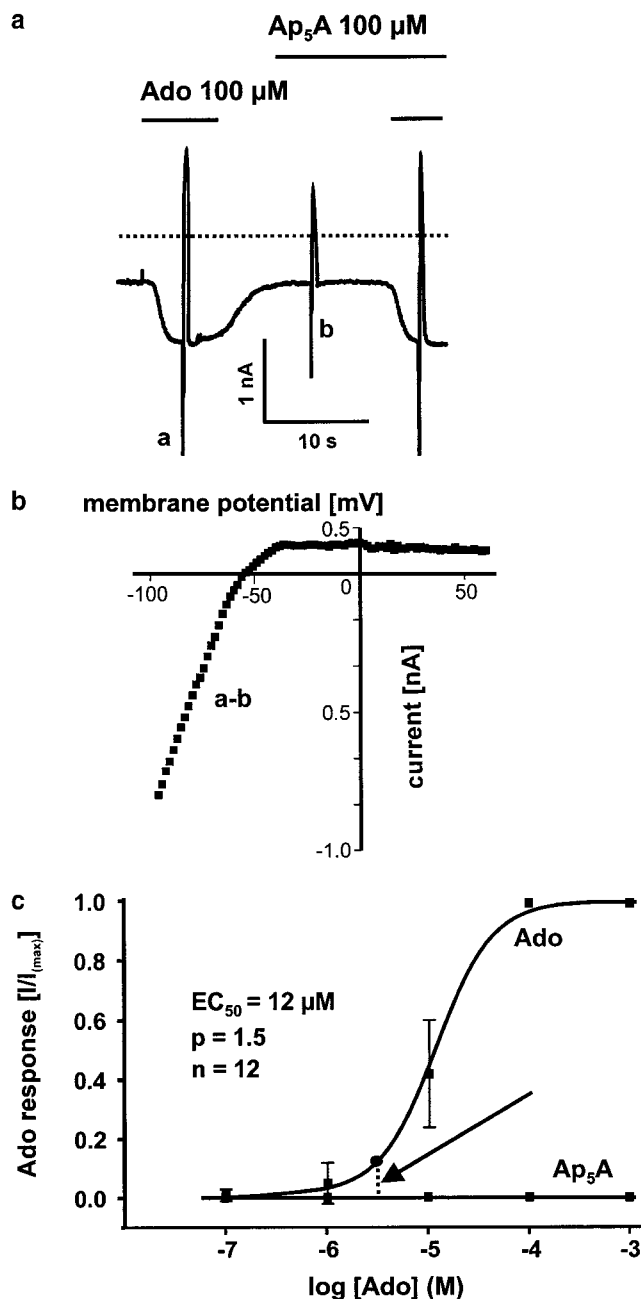 a
Ap₅A 100 µM
Ado 100 µM
a
b
1 nA
10 s
b
membrane potential [mV]
0.5
-100
-50
0
50
a-b
0.5
current [nA]
-1.0
c
Ado response [I/I(max)]
1.0
0.8
0.6
0.4
0.2
0.0
EC₅₀ = 12 µM
p = 1.5
n = 12
Ado
Ap₅A
-7
-6
-5
-4
-3
log [Ado] (M)